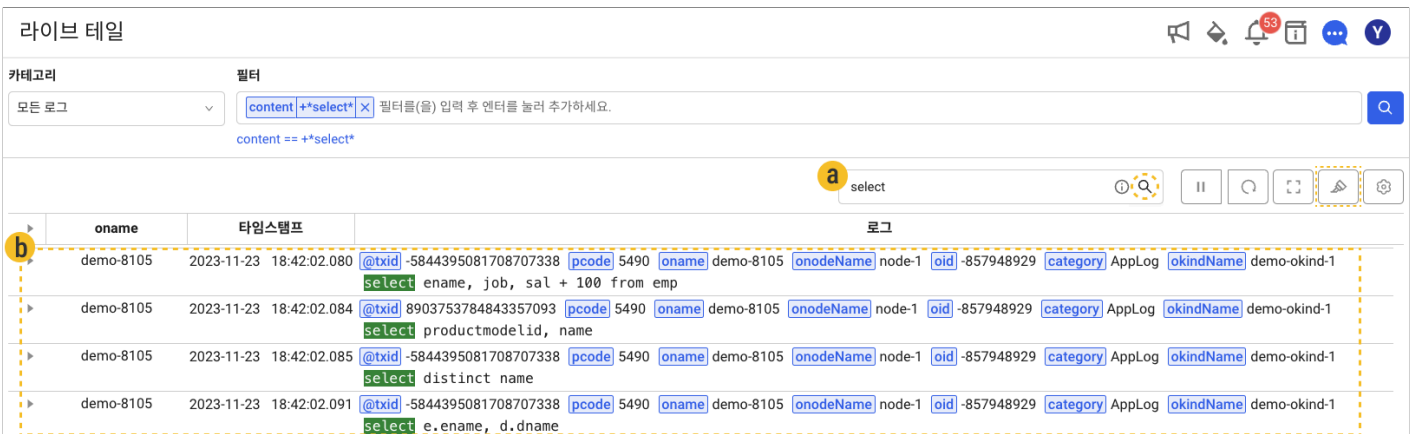 라이브 테일
53
Y
카테고리
필터
모든 로그
content +*select* × 필터를(을) 입력 후 엔터를 눌러 추가하세요.
content == +*select*
a
select
oname 타임스탬프 로그
b
demo-8105 2023-11-23 18:42:02.080 @txid -5844395081708707338 pcode 5490 oname demo-8105 onodeName node-1 oid -857948929 category AppLog okindName demo-okind-1
select ename, job, sal + 100 from emp
demo-8105 2023-11-23 18:42:02.084 @txid 8903753784843357093 pcode 5490 oname demo-8105 onodeName node-1 oid -857948929 category AppLog okindName demo-okind-1
select productmodelid, name
demo-8105 2023-11-23 18:42:02.085 @txid -5844395081708707338 pcode 5490 oname demo-8105 onodeName node-1 oid -857948929 category AppLog okindName demo-okind-1
select distinct name
demo-8105 2023-11-23 18:42:02.091 @txid -5844395081708707338 pcode 5490 oname demo-8105 onodeName node-1 oid -857948929 category AppLog okindName demo-okind-1
select e.ename, d.dname